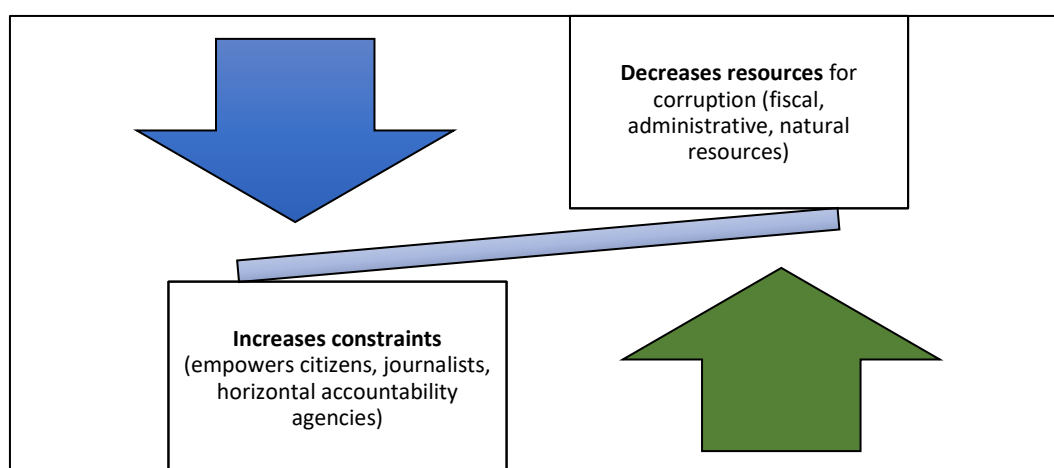 Decreases resources for
corruption (fiscal,
administrative, natural
resources)
Increases constraints
(empowers citizens, journalists,
horizontal accountability
agencies)